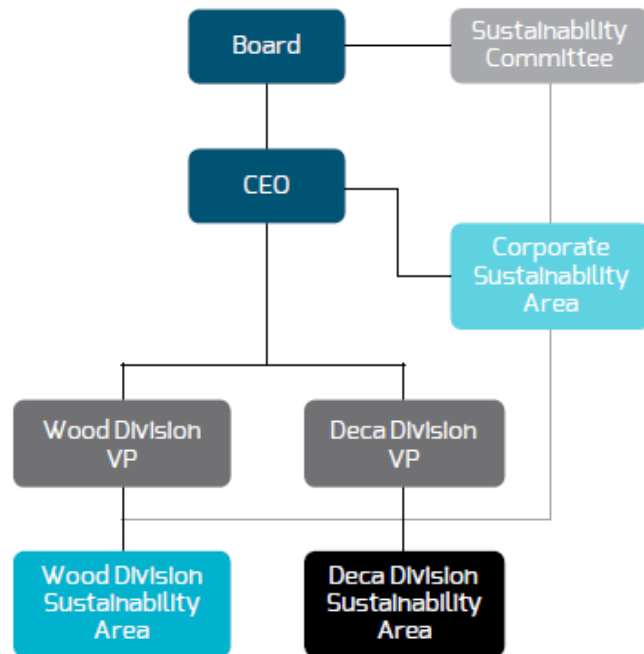 Board
Sustainability
Committee
CEO
Corporate
Sustainability
Area
Wood Division
VP
Deca Division
VP
Wood Division
Sustainability
Area
Deca Division
Sustainability
Area